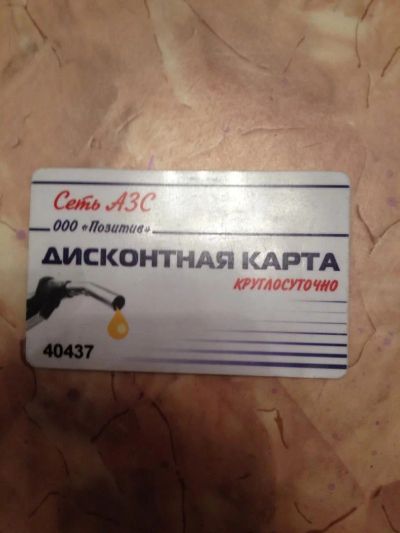 Сеть АЗС
ООО «Позитив»
ДИСКОНТНАЯ КАРТА
КРУГЛОСУТОЧНО
40437